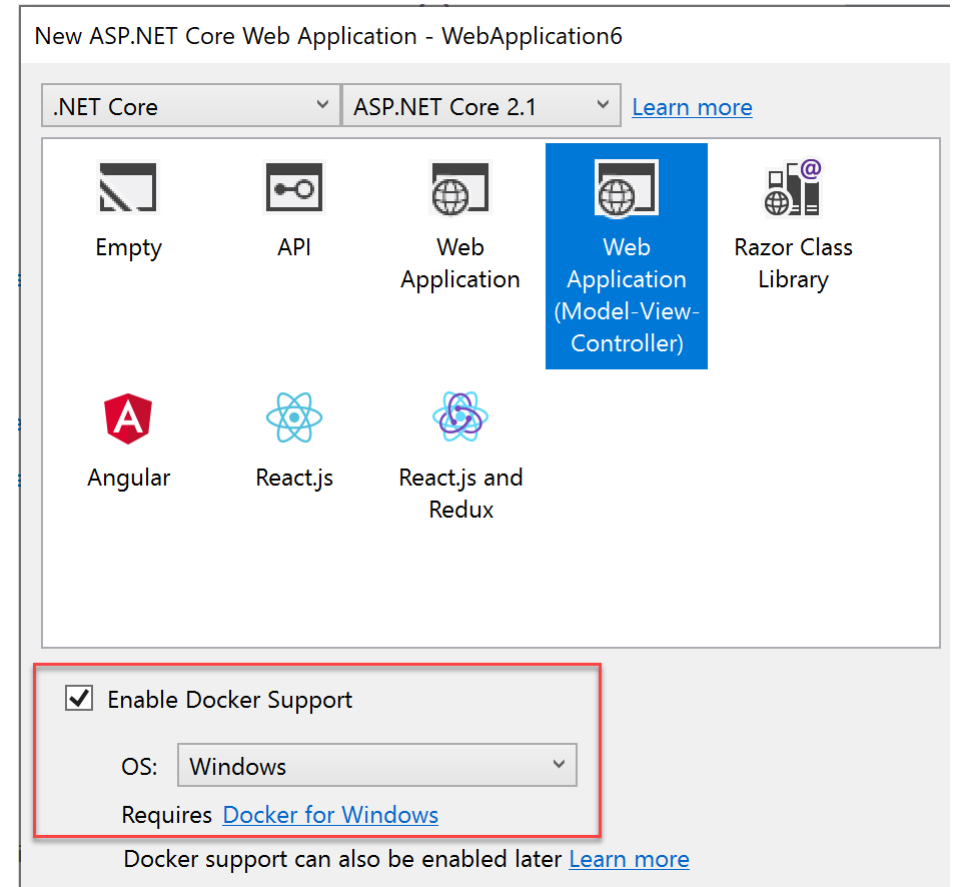 New ASP.NET Core Web Application - WebApplication6
.NET Core
ASP.NET Core 2.1
Learn more
Empty
API
Web
Application
Web
Application
(Model-View-
Controller)
@
Razor Class
Library
A
Angular
React.js
React.js and
Redux
Enable Docker Support
OS: Windows
Requires Docker for Windows
Docker support can also be enabled later Learn more